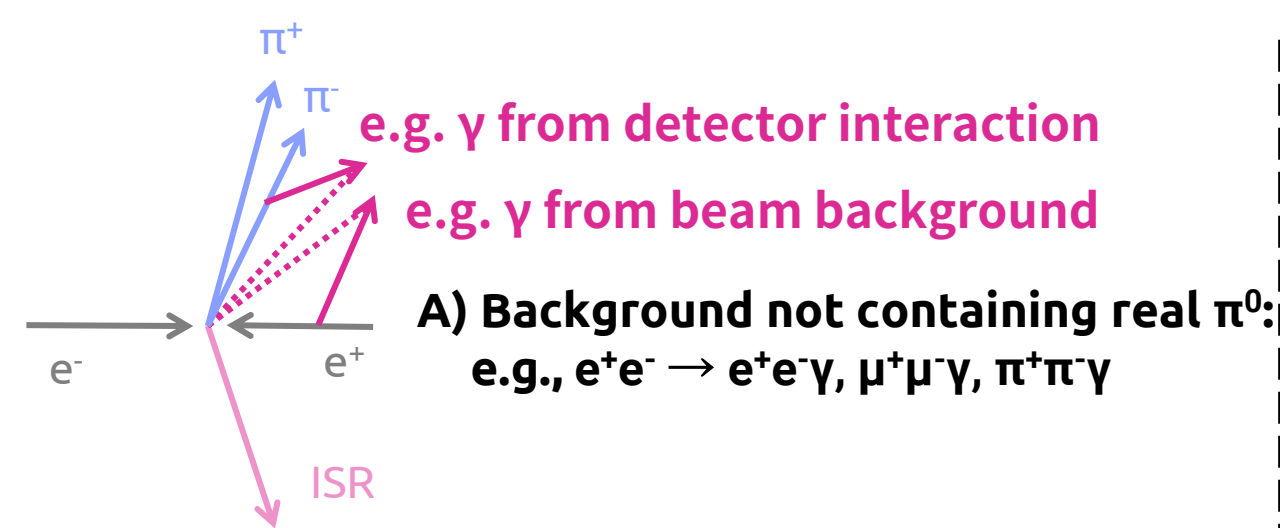 π⁺
π⁻
e.g. γ from detector interaction
e.g. γ from beam background
A) Background not containing real π⁰:
e.g., e⁺e⁻ → e⁺e⁻γ, μ⁺μ⁻γ, π⁺π⁻γ
e⁻
e⁺
ISR